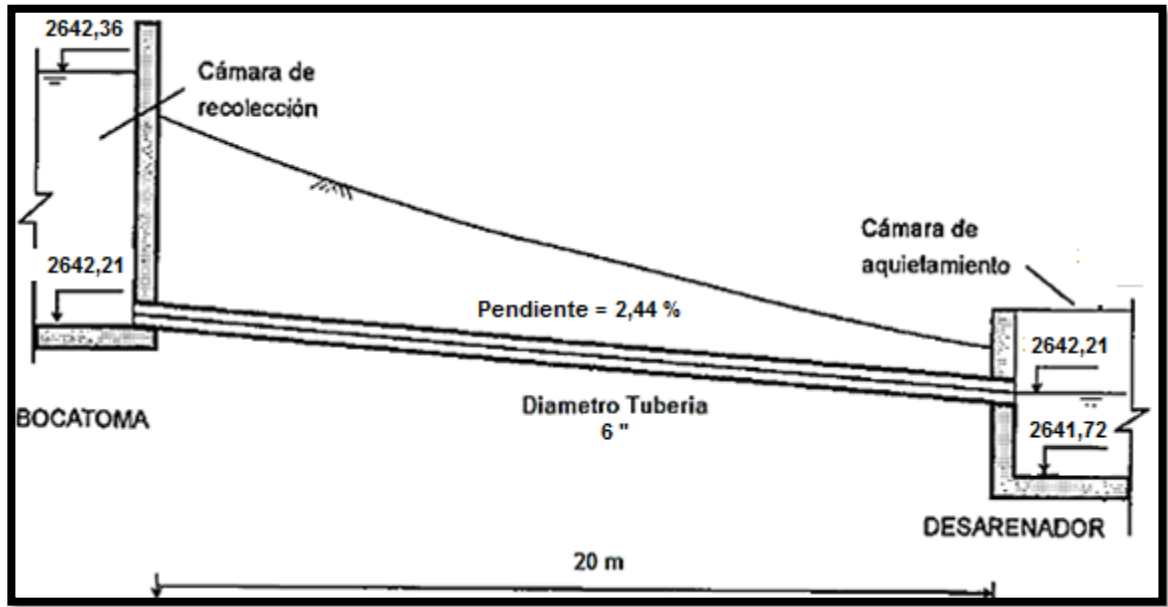 2642,36
Cámara de
recolección
2642,21
Pendiente = 2,44 %
Diametro Tuberia
6 "
BOCATOMA
Cámara de
aquietamiento
2642,21
2641,72
DESARENADOR
20 m